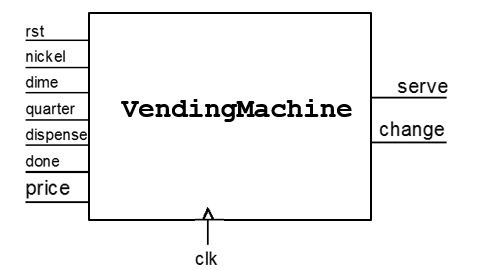 rst
nickel
dime
quarter
dispense
done
price
VendingMachine
serve
change
clk